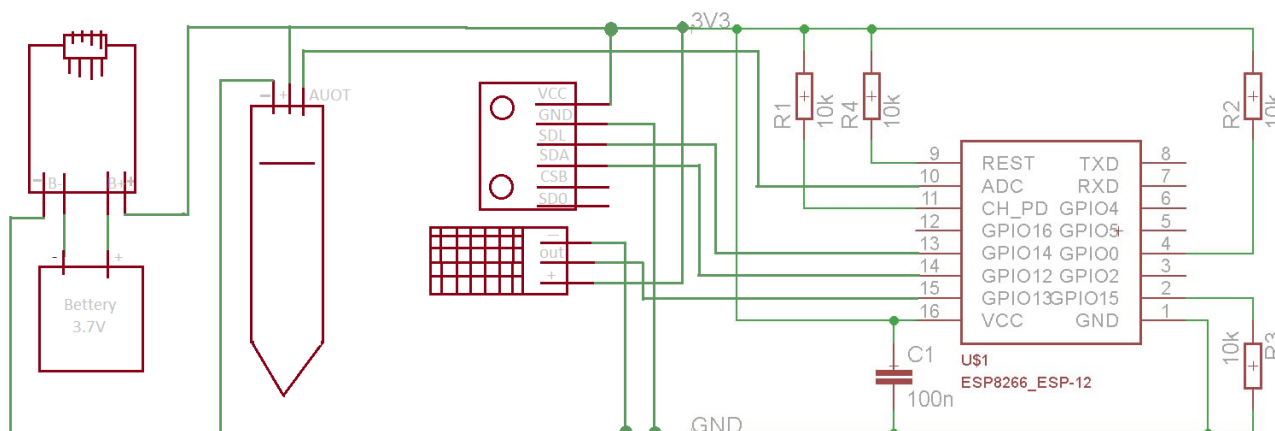 3V3
- + AUOT
VCC
GND
SDL
SDA
CSB
SD0
- B- B+ +
- +
Bettery
3.7V
-
out
+
R1
10k
R4
10k
R2
10k
9 REST TXD 8
10 ADC RXD 7
11 CH_PD GPIO4 6
12 GPIO16 GPIO5 5
13 GPIO14 GPIO0 4
14 GPIO12 GPIO2 3
15 GPIO13 GPIO15 2
16 VCC GND 1
U$1
ESP8266_ESP-12
C1
100n
10k
R3
GND